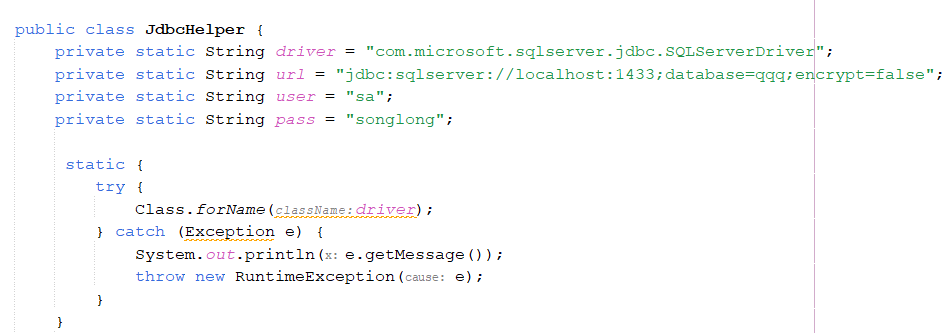 public class JdbcHelper {
    private static String driver = "com.microsoft.sqlserver.jdbc.SQLServerDriver";
    private static String url = "jdbc:sqlserver://localhost:1433;database=qqq;encrypt=false";
    private static String user = "sa";
    private static String pass = "songlong";

    static {
        try {
            Class.forName(className:driver);
        } catch (Exception e) {
            System.out.println(x: e.getMessage());
            throw new RuntimeException(cause: e);
        }
    }